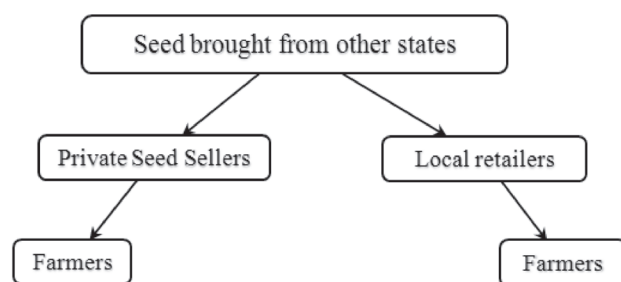 Seed brought from other states
Private Seed Sellers
Local retailers
Farmers
Farmers